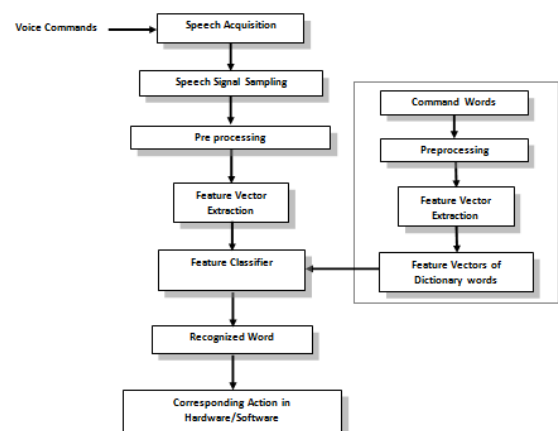 Voice Commands
Speech Acquisition
Speech Signal Sampling
Pre processing
Feature Vector
Extraction
Feature Classifier
Recognized Word
Corresponding Action in
Hardware/Software
Command Words
Preprocessing
Feature Vector
Extraction
Feature Vectors of
Dictionary words